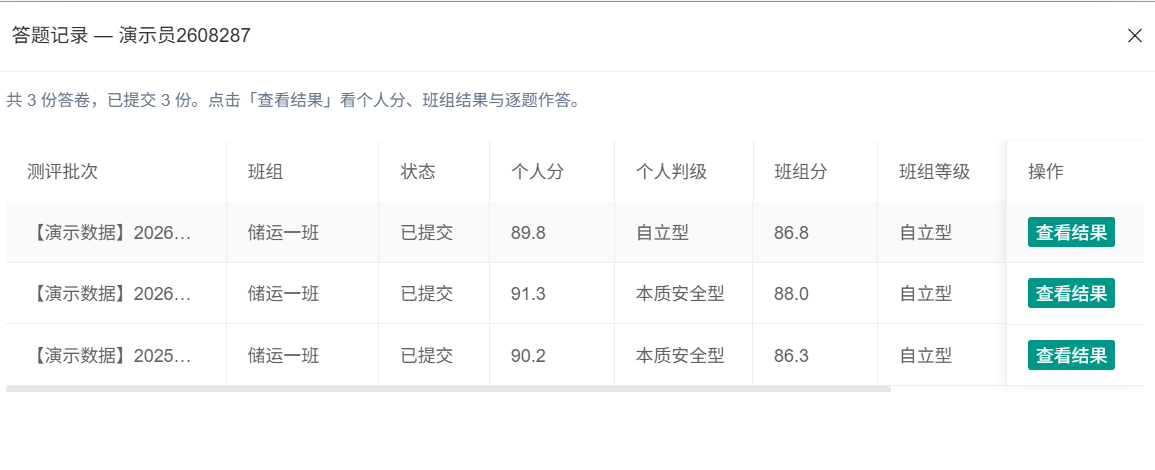 答题记录 — 演示员2608287
共 3 份答卷，已提交 3 份。点击「查看结果」看个人分、班组结果与逐题作答。
测评批次 班组 状态 个人分 个人判级 班组分 班组等级 操作
【演示数据】2026... 储运一班 已提交 89.8 自立型 86.8 自立型 查看结果
【演示数据】2026... 储运一班 已提交 91.3 本质安全型 88.0 自立型 查看结果
【演示数据】2025... 储运一班 已提交 90.2 本质安全型 86.3 自立型 查看结果